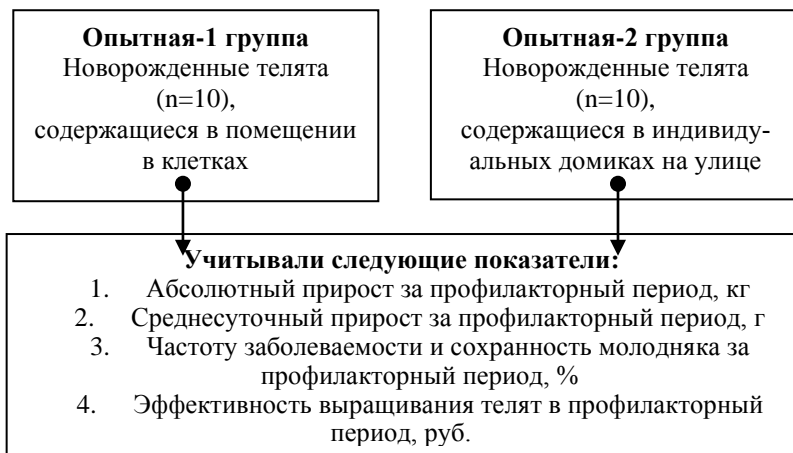 Опытная-1 группа
Новорожденные телята
(n=10),
содержащиеся в помещении
в клетках
Опытная-2 группа
Новорожденные телята
(n=10),
содержащиеся в индивиду-
альных домиках на улице
Учитывали следующие показатели:
1. Абсолютный прирост за профилакторный период, кг
2. Среднесуточный прирост за профилакторный период, г
3. Частоту заболеваемости и сохранность молодняка за
профилакторный период, %
4. Эффективность выращивания телят в профилакторный
период, руб.